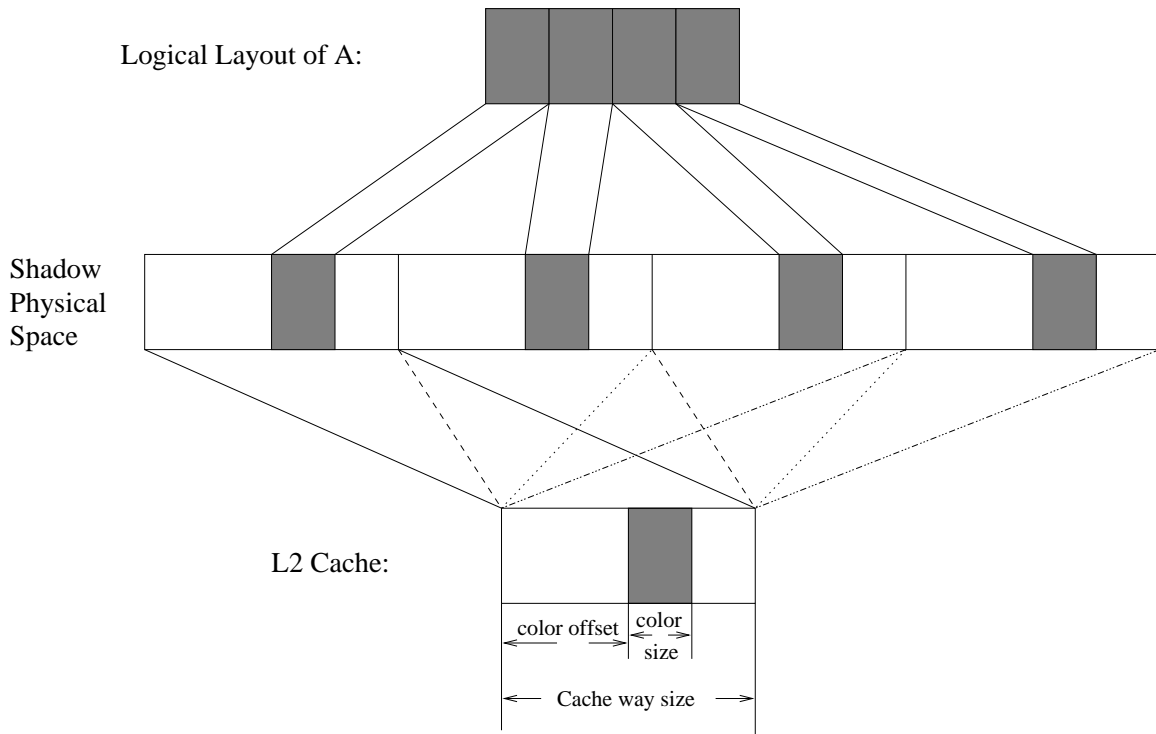 Logical Layout of A:
Shadow
Physical
Space
L2 Cache:
color offset
color
size
Cache way size